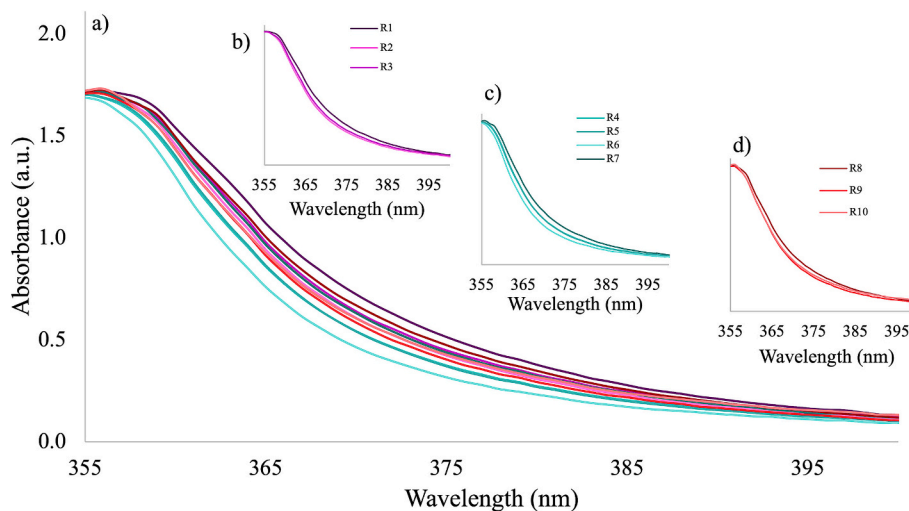 a)
2.0
1.5
1.0
0.5
0.0
Absorbance (a.u.)
355 365 375 385 395
Wavelength (nm)
b)
R1
R2
R3
355 365 375 385 395
Wavelength (nm)
c)
R4
R5
R6
R7
355 365 375 385 395
Wavelength (nm)
d)
R8
R9
R10
355 365 375 385 395
Wavelength (nm)